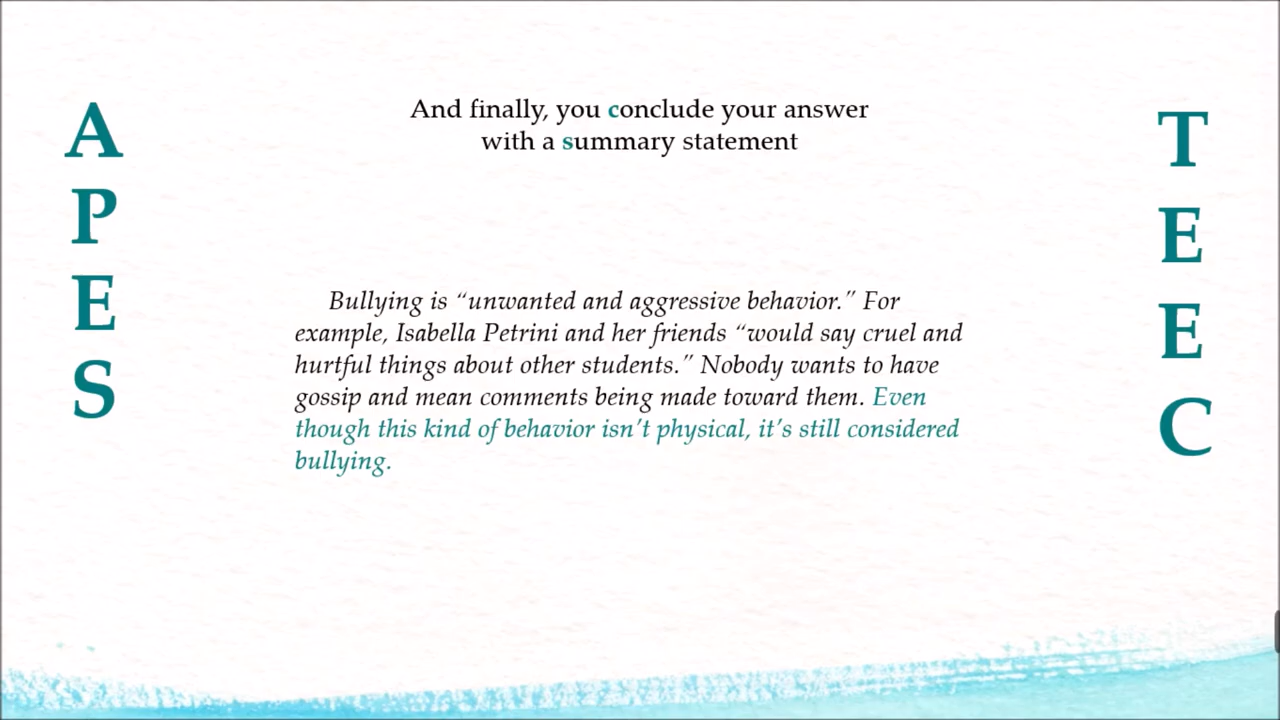 And finally, you conclude your answer
with a summary statement
A
P
E
S
Bullying is “unwanted and aggressive behavior.” For
example, Isabella Petrini and her friends “would say cruel and
hurtful things about other students.” Nobody wants to have
gossip and mean comments being made toward them. Even
though this kind of behavior isn’t physical, it’s still considered
bullying.
T
E
E
C